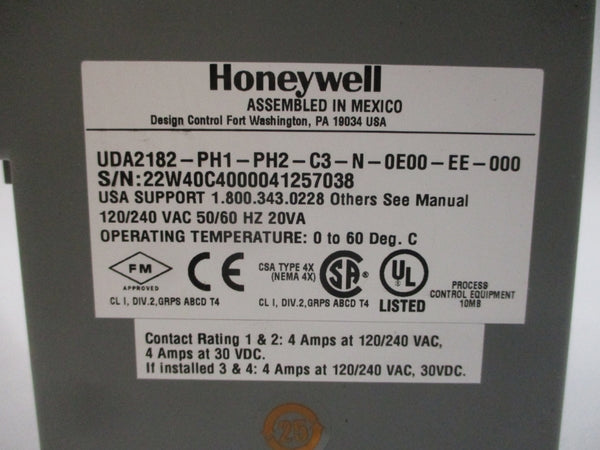 Honeywell
ASSEMBLED IN MEXICO
Design Control Fort Washington, PA 19034 USA
UDA2182-PH1-PH2-C3-N-0E00-EE-000
S/N:22W40C4000041257038
USA SUPPORT 1.800.343.0228 Others See Manual
120/240 VAC 50/60 HZ 20VA
OPERATING TEMPERATURE: 0 to 60 Deg. C
FM
APPROVED
CL I, DIV.2,GRPS ABCD T4
CE
CSA TYPE 4X
(NEMA 4X)
SA ®
CL I, DIV.2,GRPS ABCD T4
UL
LISTED
PROCESS
CONTROL EQUIPMENT
10MB
Contact Rating 1 & 2: 4 Amps at 120/240 VAC,
4 Amps at 30 VDC.
If installed 3 & 4: 4 Amps at 120/240 VAC, 30VDC.
25